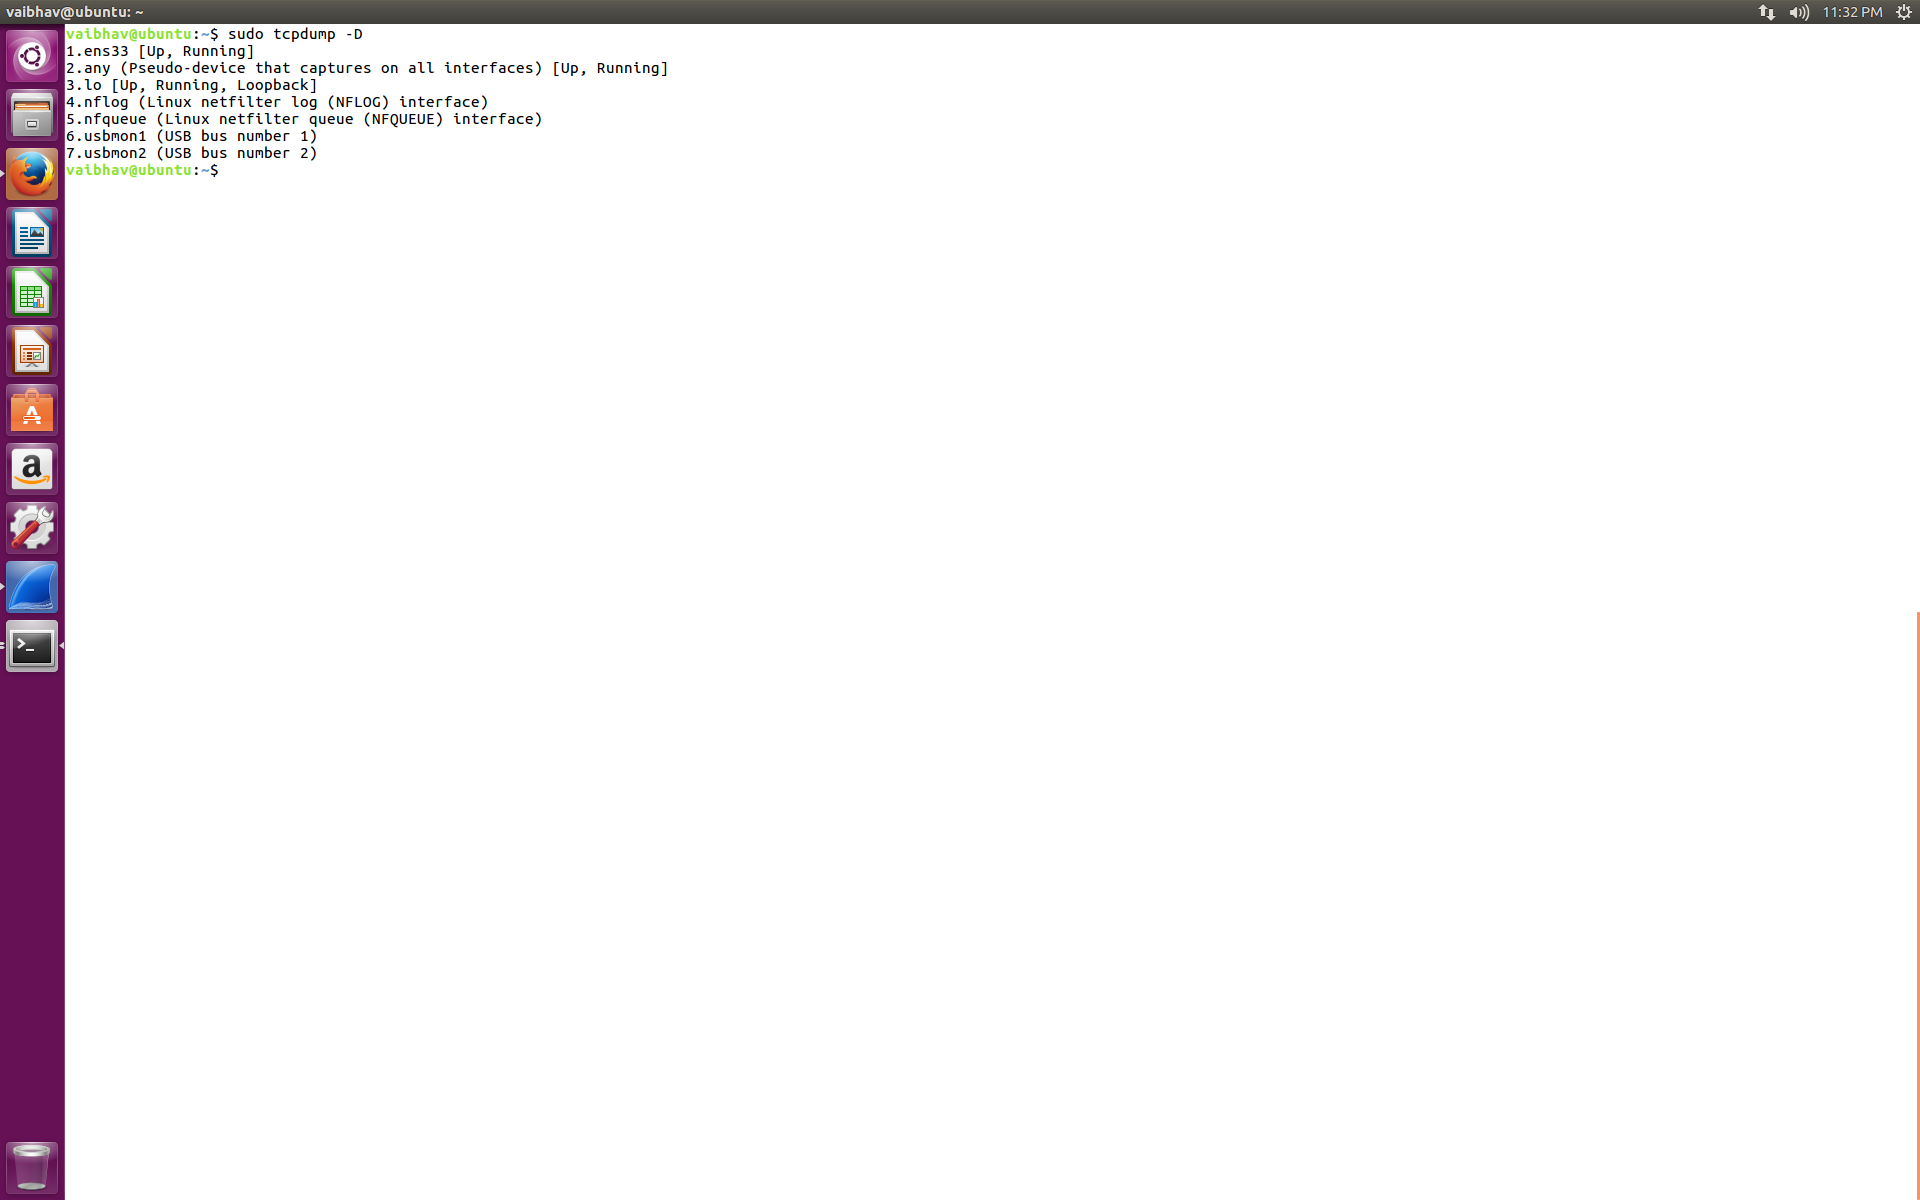 vaibhav@ubuntu: ~
11:32 PM
vaibhav@ubuntu:~$ sudo tcpdump -D
1.ens33 [Up, Running]
2.any (Pseudo-device that captures on all interfaces) [Up, Running]
3.lo [Up, Running, Loopback]
4.nflog (Linux netfilter log (NFLOG) interface)
5.nfqueue (Linux netfilter queue (NFQUEUE) interface)
6.usbmon1 (USB bus number 1)
7.usbmon2 (USB bus number 2)
vaibhav@ubuntu:~$